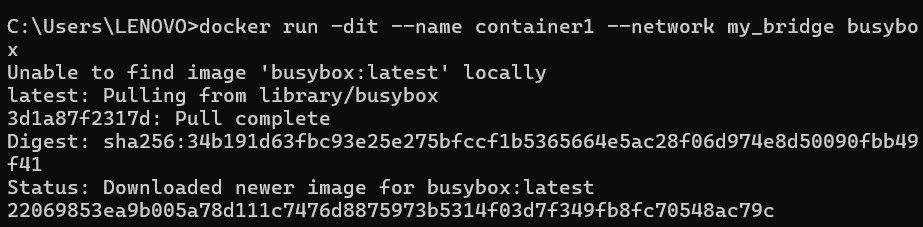 C:\Users\LENOVO>docker run -dit --name container1 --network my_bridge busybo
x
Unable to find image 'busybox:latest' locally
latest: Pulling from library/busybox
3d1a87f2317d: Pull complete
Digest: sha256:34b191d63fbc93e25e275bfccf1b5365664e5ac28f06d974e8d50090fbb49
f41
Status: Downloaded newer image for busybox:latest
22069853ea9b005a78d111c7476d8875973b5314f03d7f349fb8fc70548ac79c